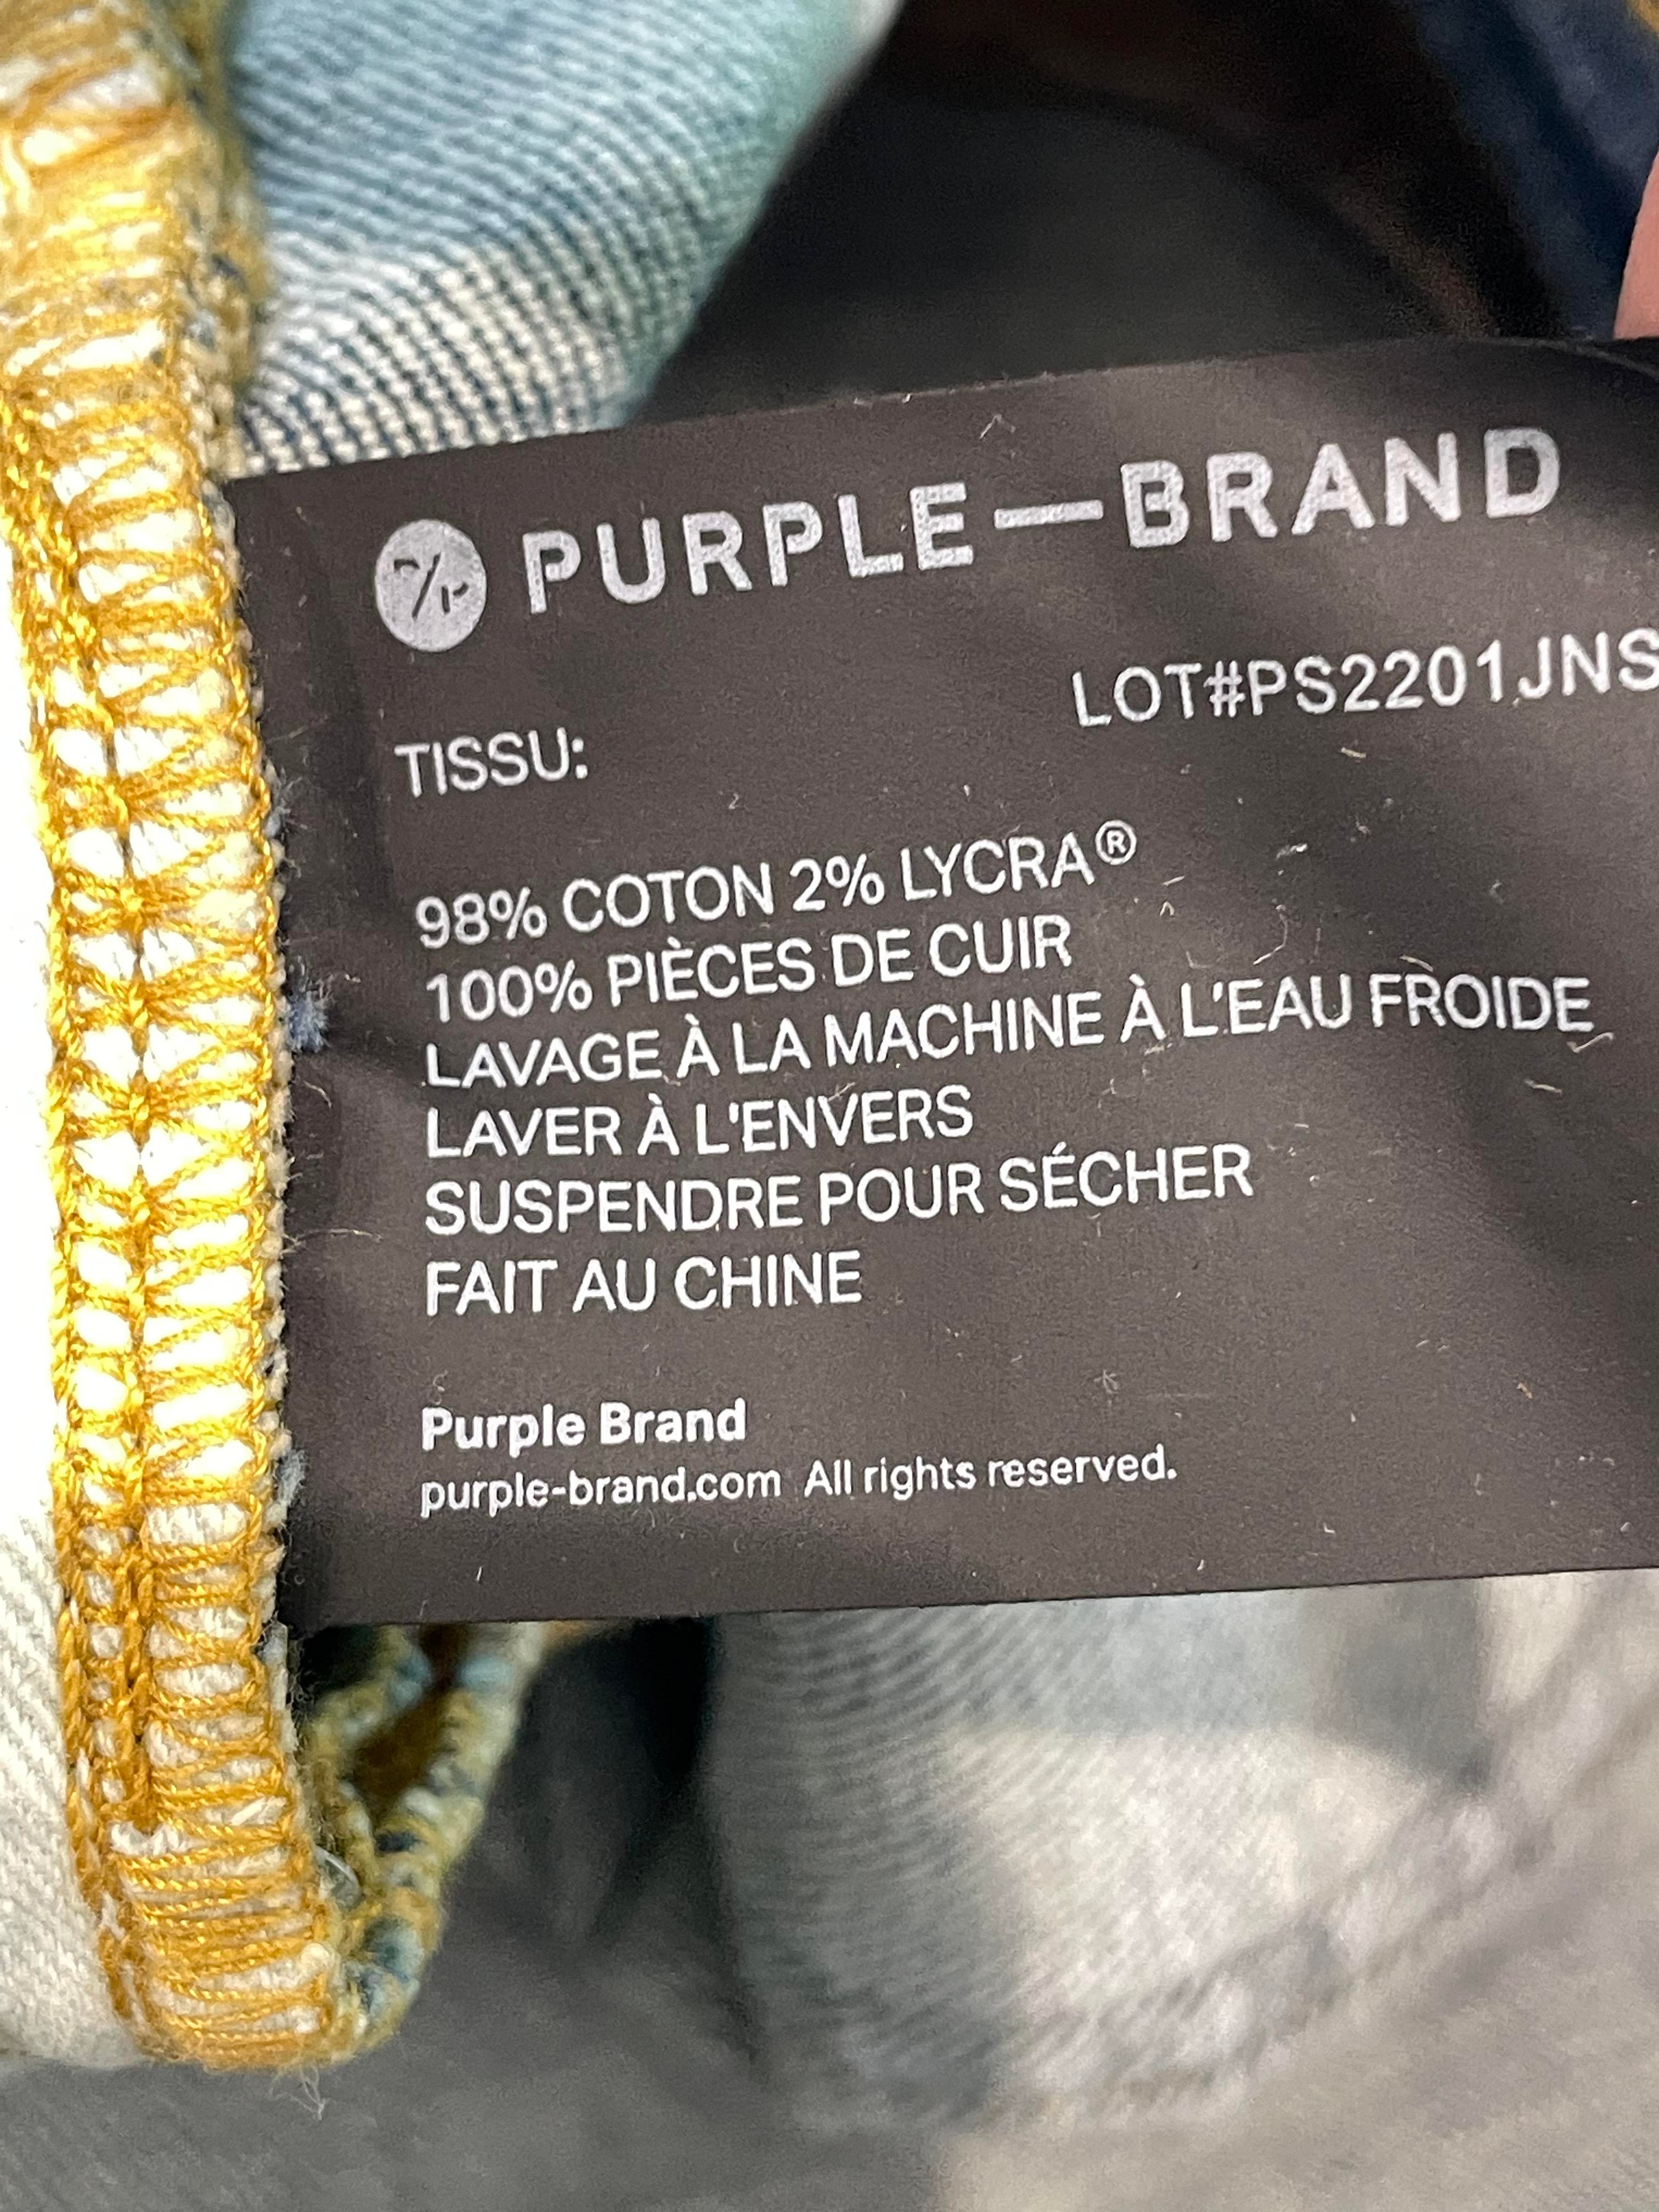 PURPLE—BRAND
LOT#PS2201JNS
TISSU:
98% COTON 2% LYCRA®
100% PIÈCES DE CUIR
LAVAGE À LA MACHINE À L'EAU FROIDE
LAVER À L'ENVERS
SUSPENDRE POUR SÉCHER
FAIT AU CHINE
Purple Brand
purple-brand.com All rights reserved.